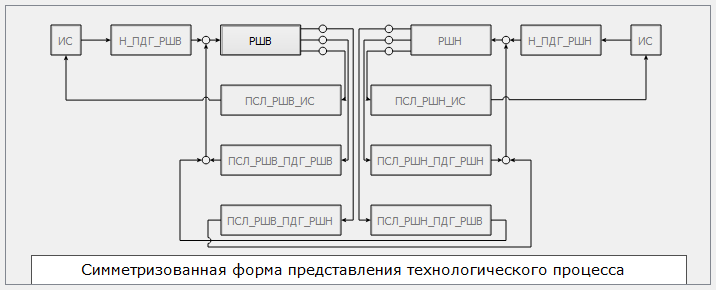 ИС
Н_ПДГ_РШВ
РШВ
РШН
Н_ПДГ_РШН
ИС
ПСЛ_РШВ_ИС
ПСЛ_РШН_ИС
ПСЛ_РШВ_ПДГ_РШВ
ПСЛ_РШН_ПДГ_РШН
ПСЛ_РШВ_ПДГ_РШН
ПСЛ_РШН_ПДГ_РШВ
Симметризованная форма представления технологического процесса